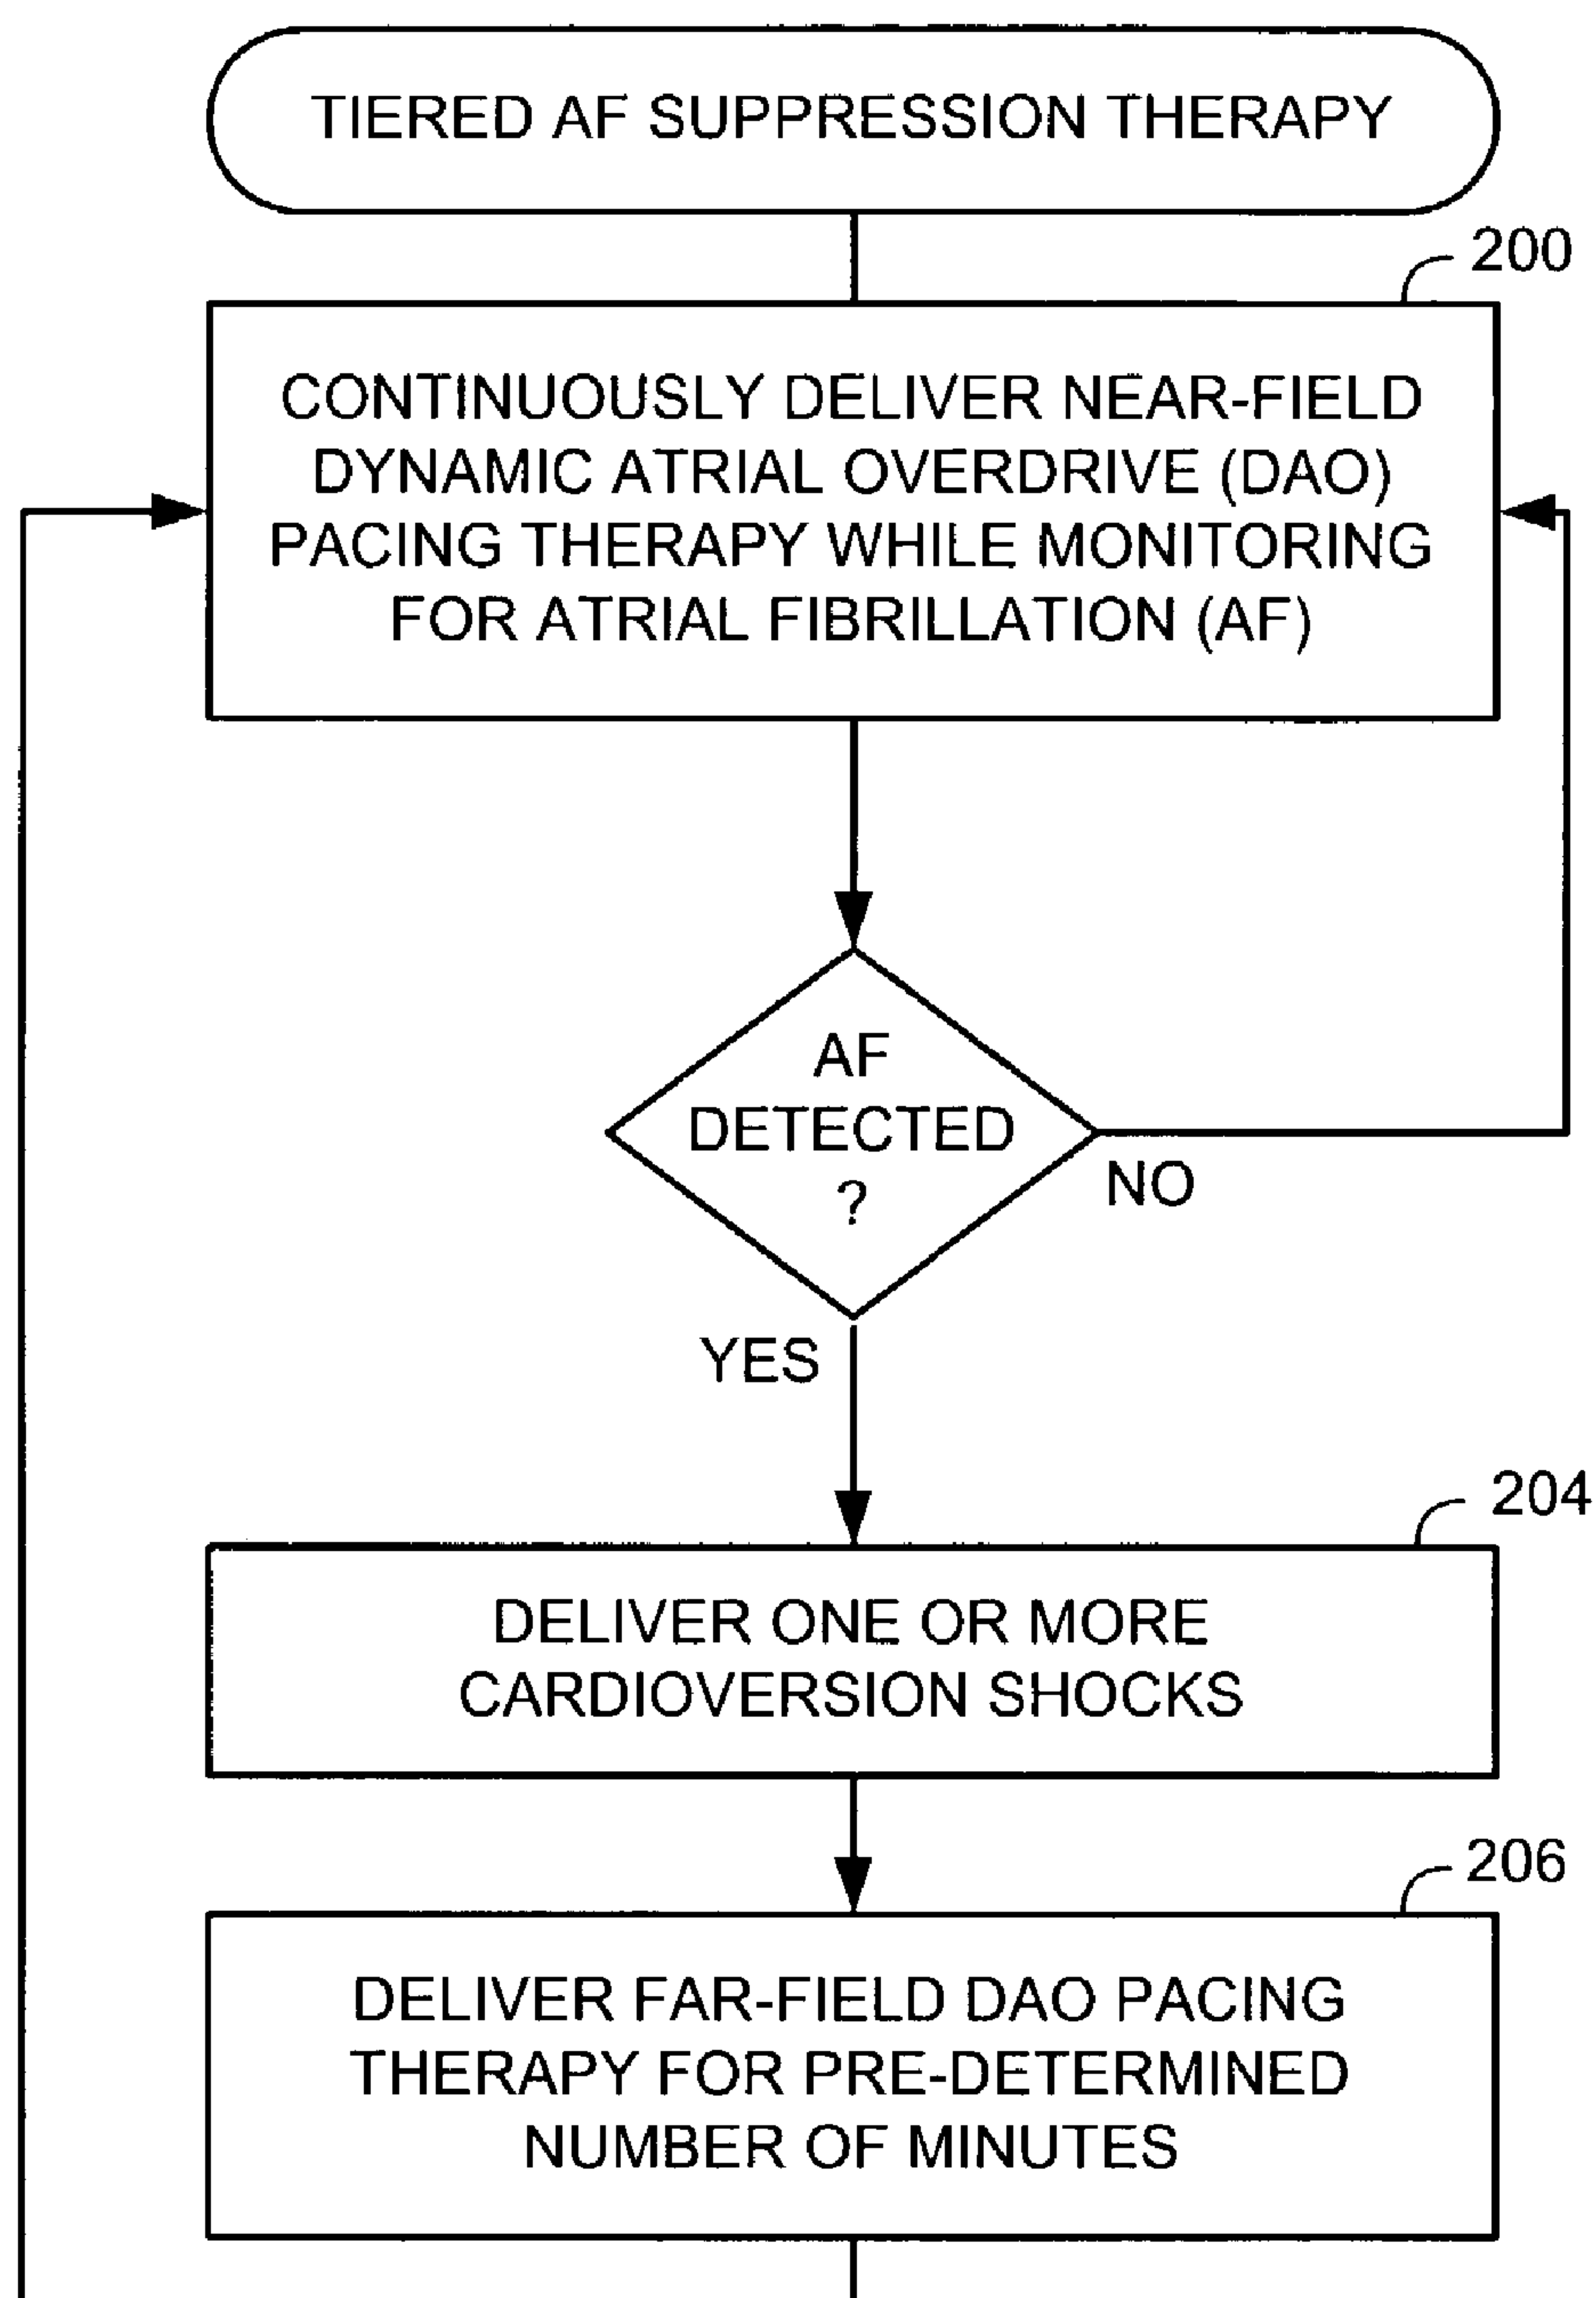 TIERED AF SUPPRESSION THERAPY
200
CONTINUOUSLY DELIVER NEAR-FIELD
DYNAMIC ATRIAL OVERDRIVE (DAO)
PACING THERAPY WHILE MONITORING
FOR ATRIAL FIBRILLATION (AF)
AF
DETECTED
?
NO
YES
204
DELIVER ONE OR MORE
CARDIOVERSION SHOCKS
206
DELIVER FAR-FIELD DAO PACING
THERAPY FOR PRE-DETERMINED
NUMBER OF MINUTES